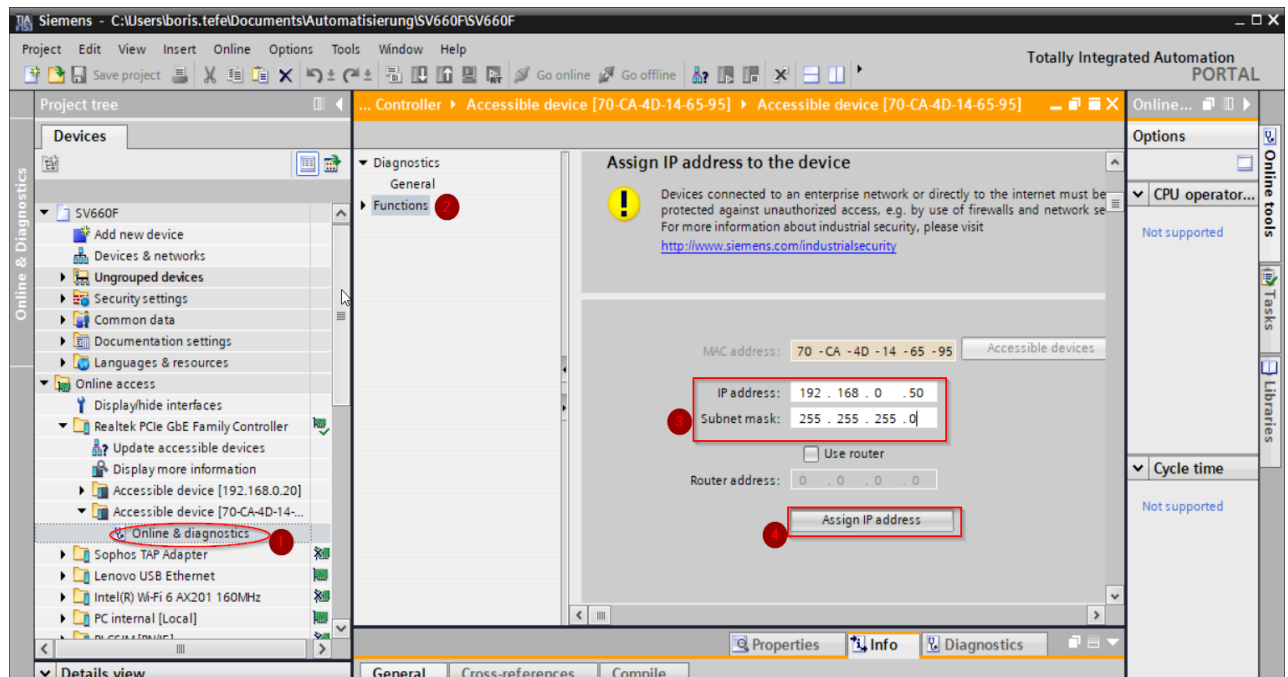 Siemens - C:\Users\boris.tefe\Documents\Automatisierung\SV660F\SV660F
Project Edit View Insert Online Options Tools Window Help
Totally Integrated Automation
PORTAL
Save project Go online Go offline
Project tree
... Controller Accessible device [70-CA-4D-14-65-95] Accessible device [70-CA-4D-14-65-95]
Online...
Devices
Options
Online & Diagnostics
SV660F
Add new device
Devices & networks
Ungrouped devices
Security settings
Common data
Documentation settings
Languages & resources
Online access
Display/hide interfaces
Realtek PCIe GbE Family Controller
Update accessible devices
Display more information
Accessible device [192.168.0.20]
Accessible device [70-CA-4D-14-...
Online & diagnostics
1
Sophos TAP Adapter
Lenovo USB Ethernet
Intel(R) Wi-Fi 6 AX201 160MHz
PC internal [Local]
Details view
Diagnostics
General
Functions
2
Assign IP address to the device
Devices connected to an enterprise network or directly to the internet must be
protected against unauthorized access, e.g. by use of firewalls and network se
For more information about industrial security, please visit
http://www.siemens.com/industrialsecurity
MAC address: 70 - CA - 4D - 14 - 65 - 95 Accessible devices
IP address: 192 . 168 . 0 . 50
3
Subnet mask: 255 . 255 . 255 . 0
Use router
Router address: 0 . 0 . 0 . 0
Assign IP address
4
Properties Info Diagnostics
General Cross-references Compile
CPU operator...
Not supported
Cycle time
Not supported
Online tools
Tasks
Libraries